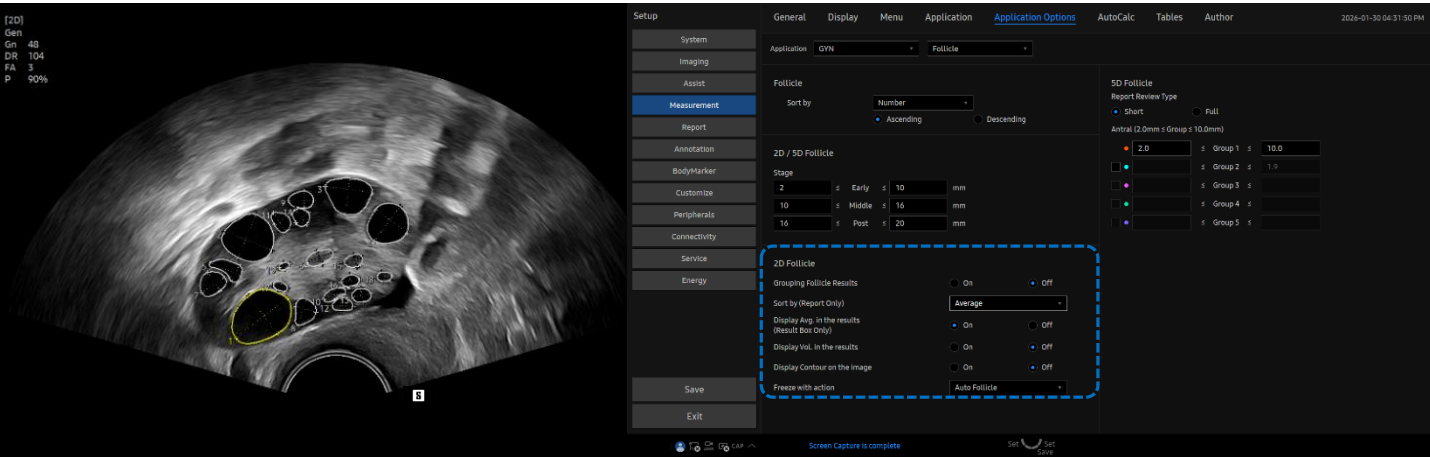 [2D]
Gen
Gn 48
DR 104
FA 3
P 90%
S
Setup
System
Imaging
Assist
Measurement
Report
Annotation
BodyMarker
Customize
Peripherals
Connectivity
Service
Energy
Save
Exit
General Display Menu Application Application Options AutoCalc Tables Author
2026-01-30 04:31:50 PM
Application GYN Follicle
Follicle
Sort by Number
Ascending Descending
2D / 5D Follicle
Stage
2 ≤ Early ≤ 10 mm
10 ≤ Middle ≤ 16 mm
16 ≤ Post ≤ 20 mm
2D Follicle
Grouping Follicle Results On Off
Sort by (Report Only) Average
Display Avg. in the results
(Result Box Only) On Off
Display Vol. in the results On Off
Display Contour on the image On Off
Freeze with action Auto Follicle
5D Follicle
Report Review Type
Short Full
Antral (2.0mm ≤ Group ≤ 10.0mm)
2.0 ≤ Group 1 ≤ 10.0
≤ Group 2 ≤ 1.9
≤ Group 3 ≤
≤ Group 4 ≤
≤ Group 5 ≤
CAP
Screen Capture is complete
Set Set
Save